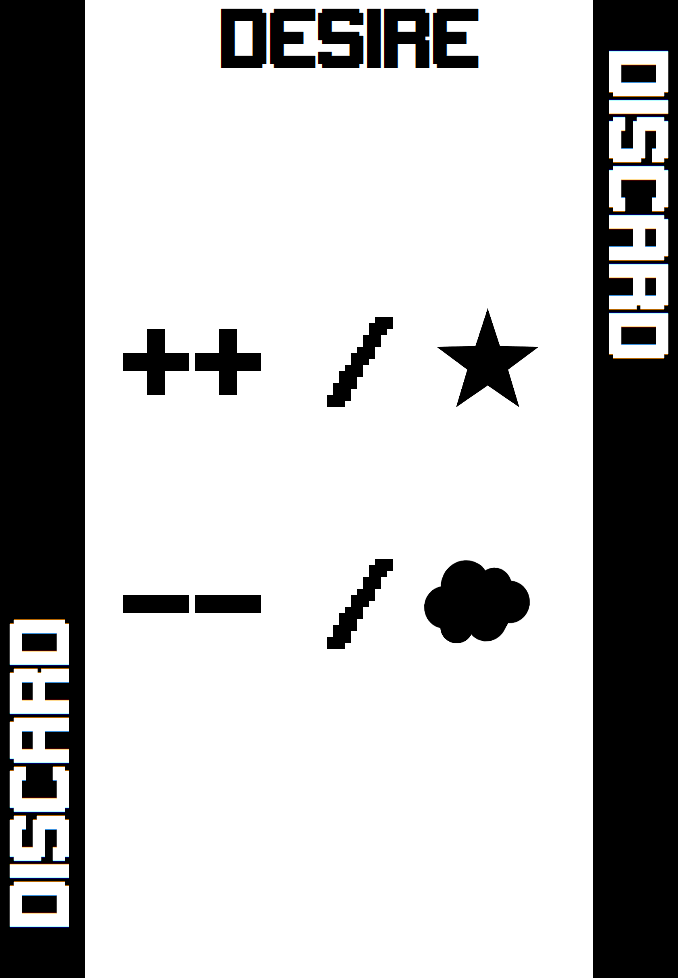 DESIRE
DISCARD
++ / ★
-- /
DISCARD